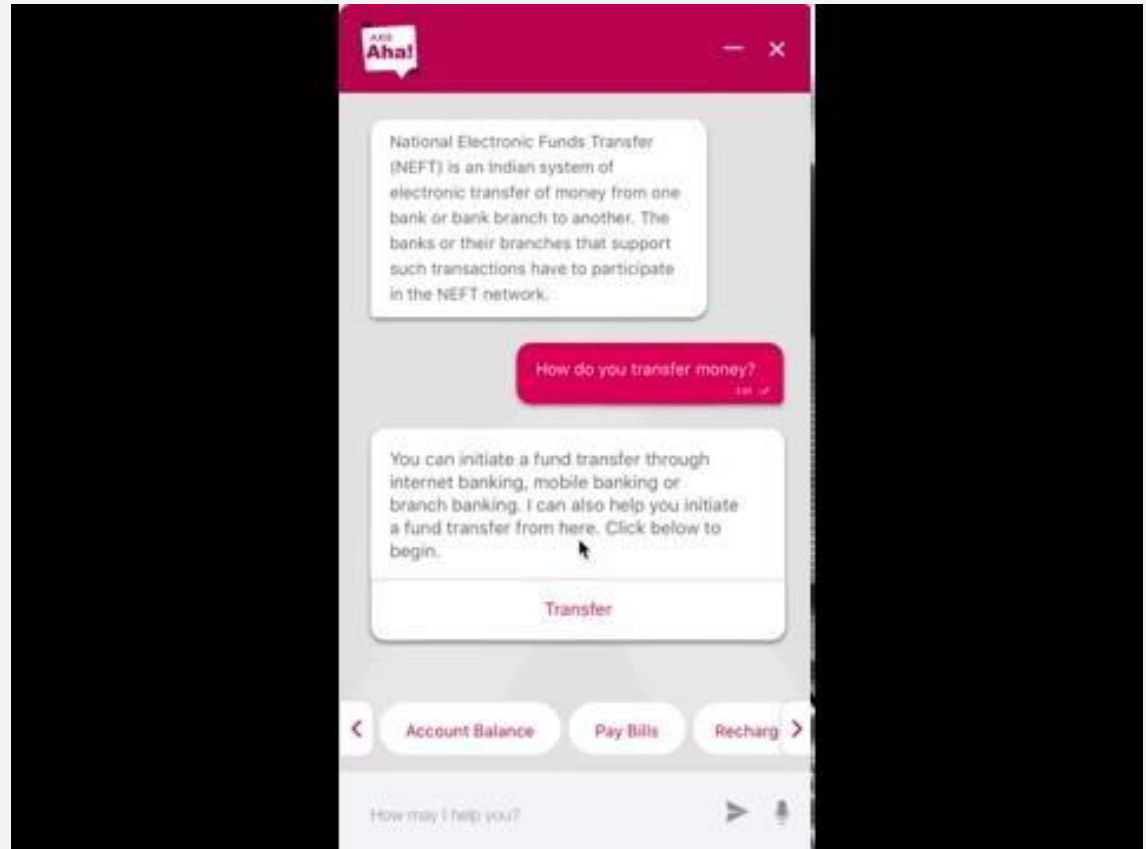 AXIS
Aha!
National Electronic Funds Transfer
(NEFT) is an Indian system of
electronic transfer of money from one
bank or bank branch to another. The
banks or their branches that support
such transactions have to participate
in the NEFT network.
How do you transfer money?
You can initiate a fund transfer through
internet banking, mobile banking or
branch banking. I can also help you initiate
a fund transfer from here. Click below to
begin.
Transfer
Account Balance
Pay Bills
Recharg
How may I help you?